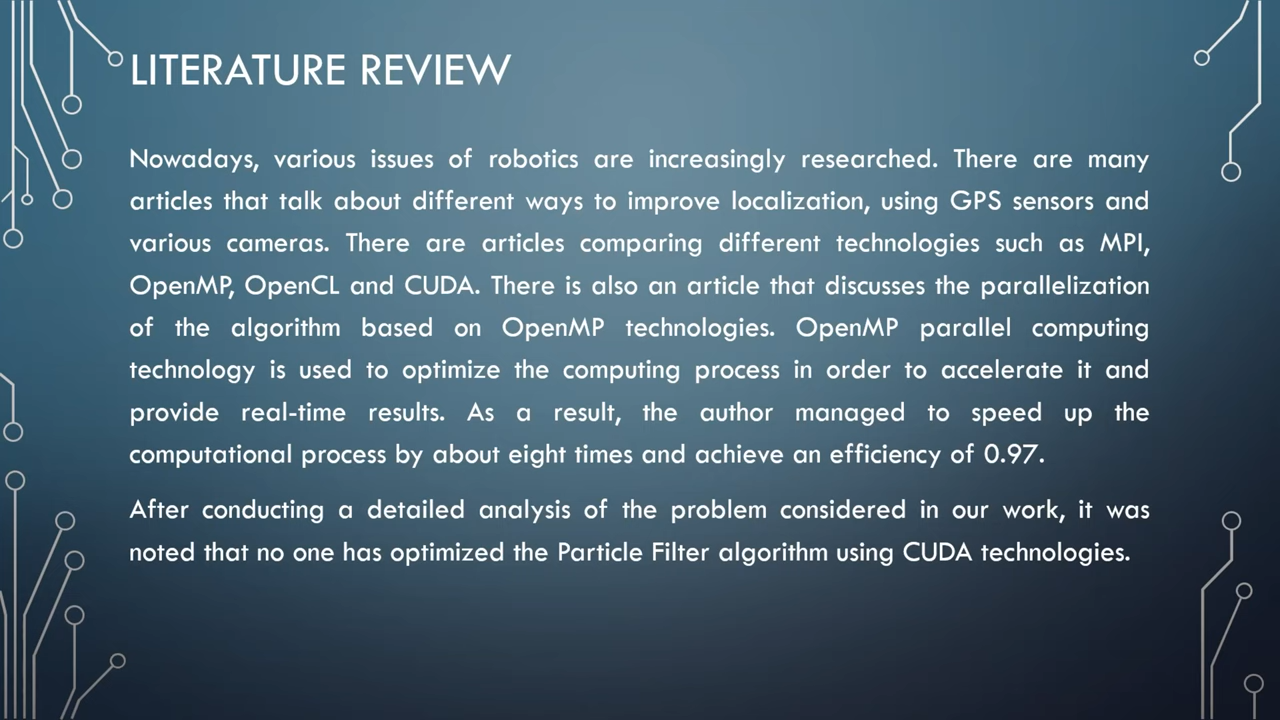 LITERATURE REVIEW
Nowadays, various issues of robotics are increasingly researched. There are many
articles that talk about different ways to improve localization, using GPS sensors and
various cameras. There are articles comparing different technologies such as MPI,
OpenMP, OpenCL and CUDA. There is also an article that discusses the parallelization
of the algorithm based on OpenMP technologies. OpenMP parallel computing
technology is used to optimize the computing process in order to accelerate it and
provide real-time results. As a result, the author managed to speed up the
computational process by about eight times and achieve an efficiency of 0.97.
After conducting a detailed analysis of the problem considered in our work, it was
noted that no one has optimized the Particle Filter algorithm using CUDA technologies.